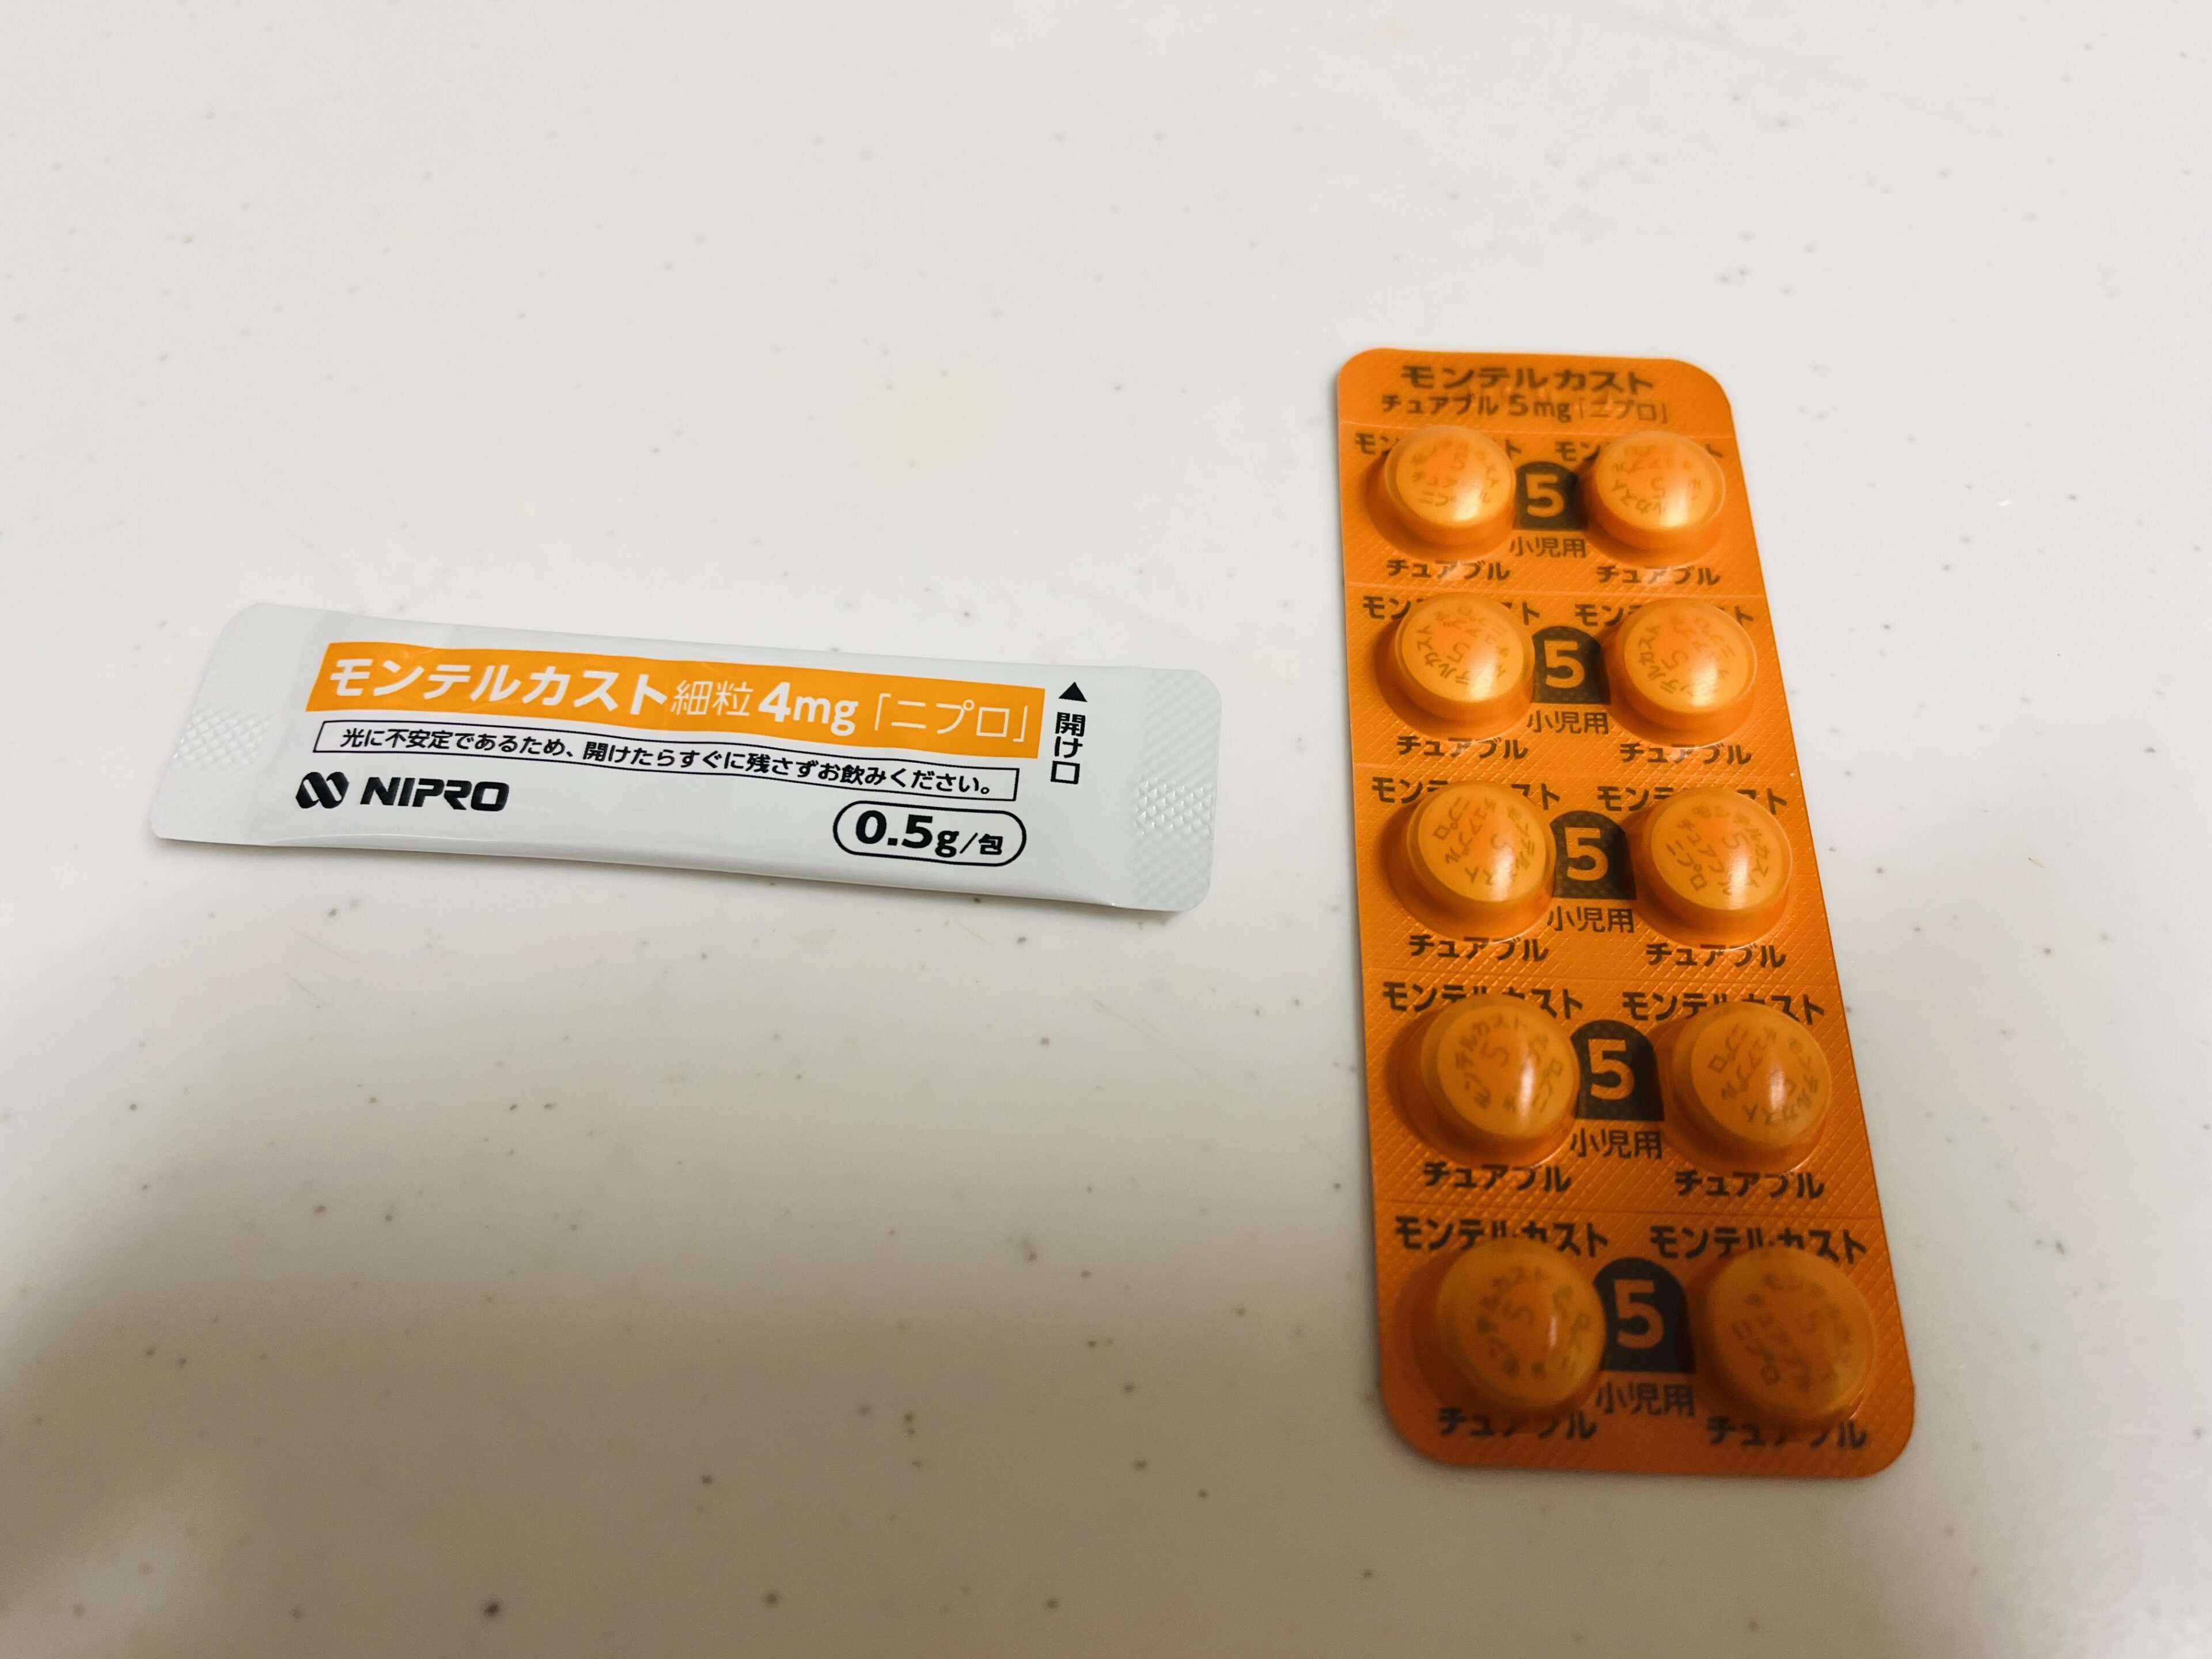 モンテルカスト細粒4mg「ニプロ」
光に不安定であるため、開けたらすぐに残さずお飲みください。
NIPRO
0.5g/包
▲開け口
モンテルカスト
チュアブル5mg「ニプロ」
5
小児用
チュアブル チュアブル
5
小児用
チュアブル チュアブル
5
小児用
チュアブル チュアブル
モンテルカスト モンテルカスト
5
小児用
チュアブル チュアブル
モンテルカスト モンテルカスト
5
小児用
チュアブル チュアブル